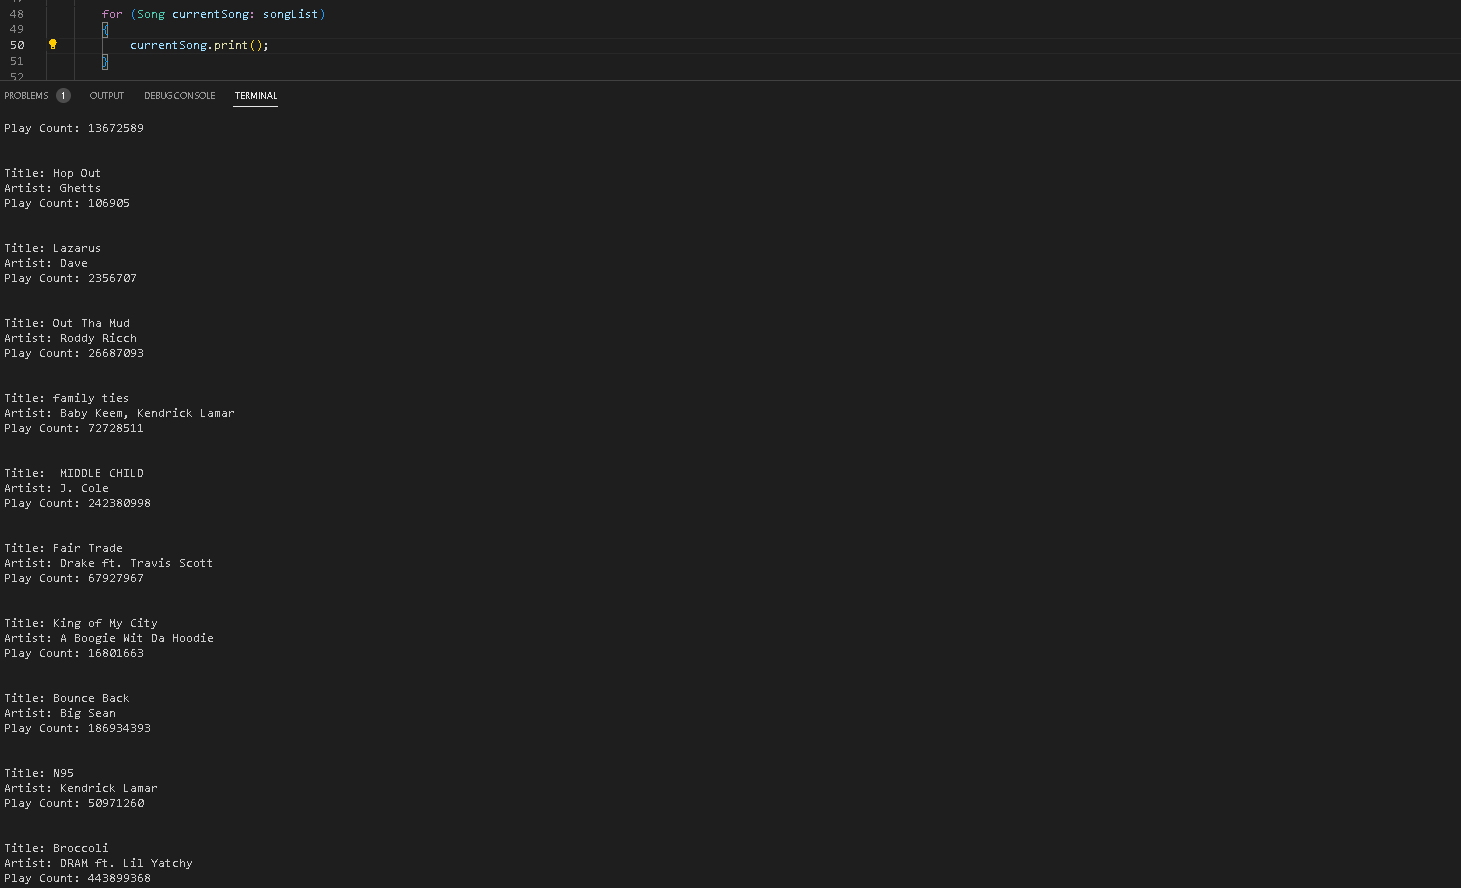 48 for (Song currentSong: songList)
49 {
50 currentSong.print();
51 }
52
PROBLEMS 1 OUTPUT DEBUG CONSOLE TERMINAL
Play Count: 13672589
Title: Hop Out
Artist: Ghetts
Play Count: 106905
Title: Lazarus
Artist: Dave
Play Count: 2356707
Title: Out Tha Mud
Artist: Roddy Ricch
Play Count: 26687093
Title: family ties
Artist: Baby Keem, Kendrick Lamar
Play Count: 72728511
Title:  MIDDLE CHILD
Artist: J. Cole
Play Count: 242380998
Title: Fair Trade
Artist: Drake ft. Travis Scott
Play Count: 67927967
Title: King of My City
Artist: A Boogie Wit Da Hoodie
Play Count: 16801663
Title: Bounce Back
Artist: Big Sean
Play Count: 186934393
Title: N95
Artist: Kendrick Lamar
Play Count: 50971260
Title: Broccoli
Artist: DRAM ft. Lil Yatchy
Play Count: 443899368